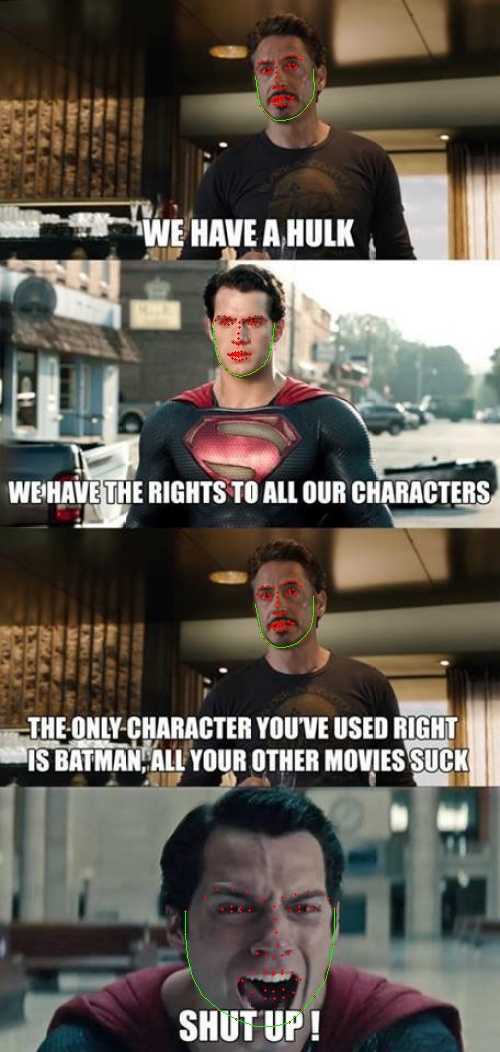 WE HAVE A HULK
WE HAVE THE RIGHTS TO ALL OUR CHARACTERS
THE ONLY CHARACTER YOU'VE USED RIGHT
IS BATMAN, ALL YOUR OTHER MOVIES SUCK
SHUT UP !